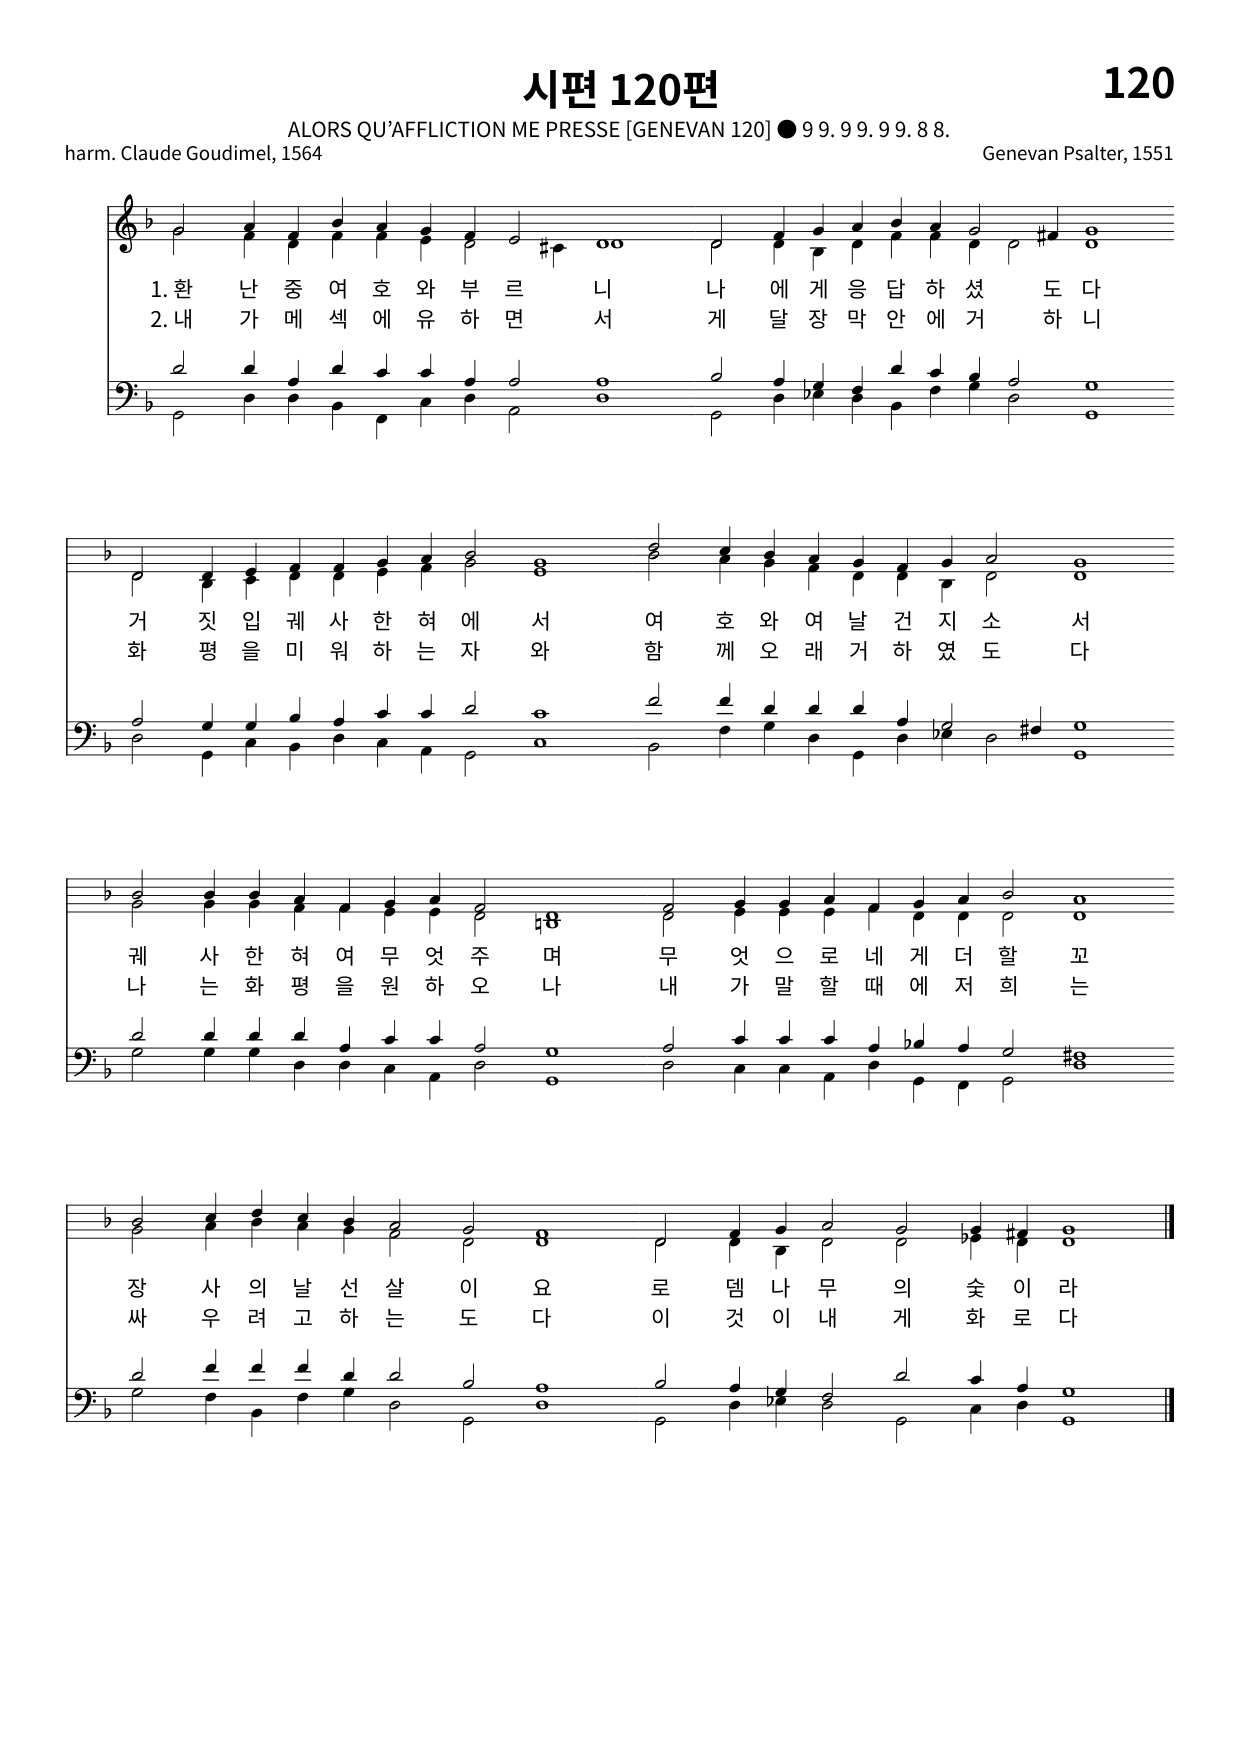 시편 120편
120
ALORS QU’AFFLICTION ME PRESSE [GENEVAN 120] ● 9 9. 9 9. 9 9. 8 8.
harm. Claude Goudimel, 1564
Genevan Psalter, 1551
1. 환 난 중 여 호 와 부 르 니 나 에 게 응 답 하 셨 도 다
2. 내 가 메 섹 에 유 하 면 서 게 달 장 막 안 에 거 하 니
거 짓 입 궤 사 한 혀 에 서 여 호 와 여 날 건 지 소 서
화 평 을 미 워 하 는 자 와 함 께 오 래 거 하 였 도 다
궤 사 한 혀 여 무 엇 주 며 무 엇 으 로 네 게 더 할 꼬
나 는 화 평 을 원 하 오 나 내 가 말 할 때 에 저 희 는
장 사 의 날 선 살 이 요 로 뎀 나 무 의 숯 이 라
싸 우 려 고 하 는 도 다 이 것 이 내 게 화 로 다